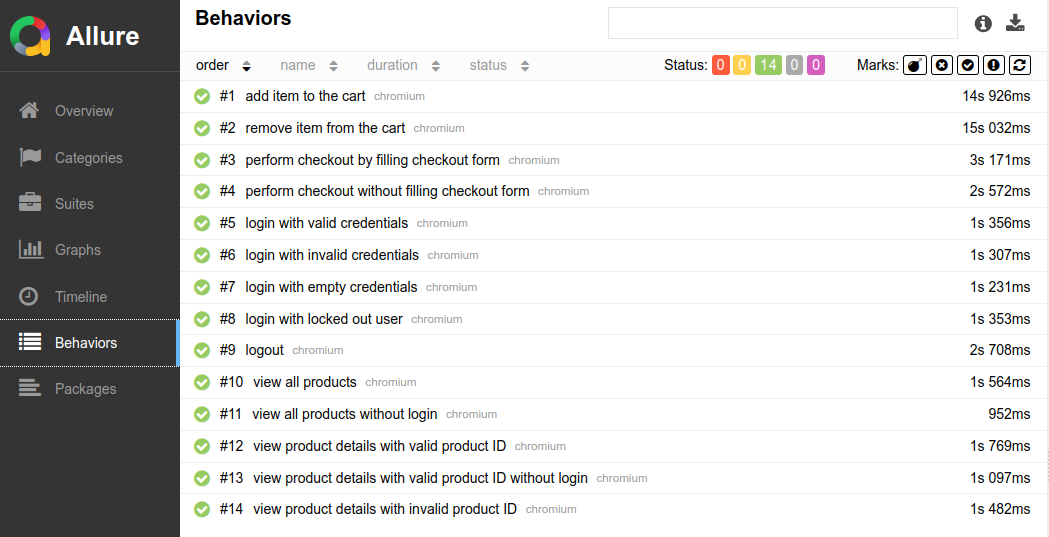 Allure
Overview
Categories
Suites
Graphs
Timeline
Behaviors
Packages
Behaviors
order name duration status Status: 0 0 14 0 0 Marks:
#1 add item to the cart chromium 14s 926ms
#2 remove item from the cart chromium 15s 032ms
#3 perform checkout by filling checkout form chromium 3s 171ms
#4 perform checkout without filling checkout form chromium 2s 572ms
#5 login with valid credentials chromium 1s 356ms
#6 login with invalid credentials chromium 1s 307ms
#7 login with empty credentials chromium 1s 231ms
#8 login with locked out user chromium 1s 353ms
#9 logout chromium 2s 708ms
#10 view all products chromium 1s 564ms
#11 view all products without login chromium 952ms
#12 view product details with valid product ID chromium 1s 769ms
#13 view product details with valid product ID without login chromium 1s 097ms
#14 view product details with invalid product ID chromium 1s 482ms